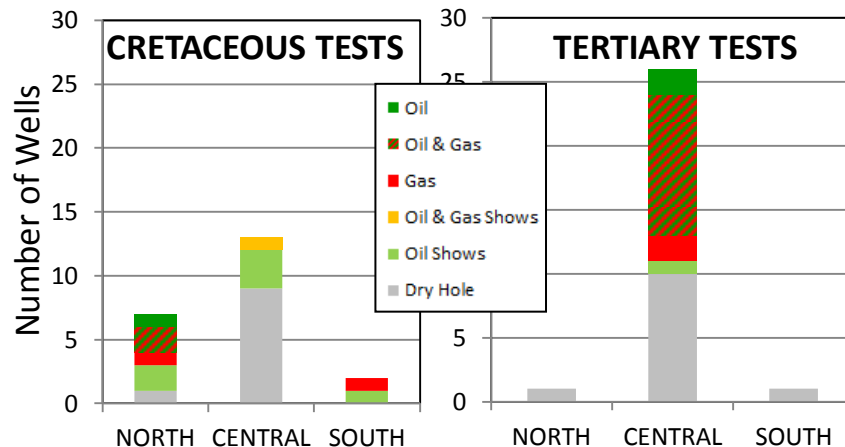 CRETACEOUS TESTS
TERTIARY TESTS
Number of Wells
30
25
20
15
10
5
0
NORTH CENTRAL SOUTH
Oil
Oil & Gas
Gas
Oil & Gas Shows
Oil Shows
Dry Hole
30
25
5
0
NORTH CENTRAL SOUTH